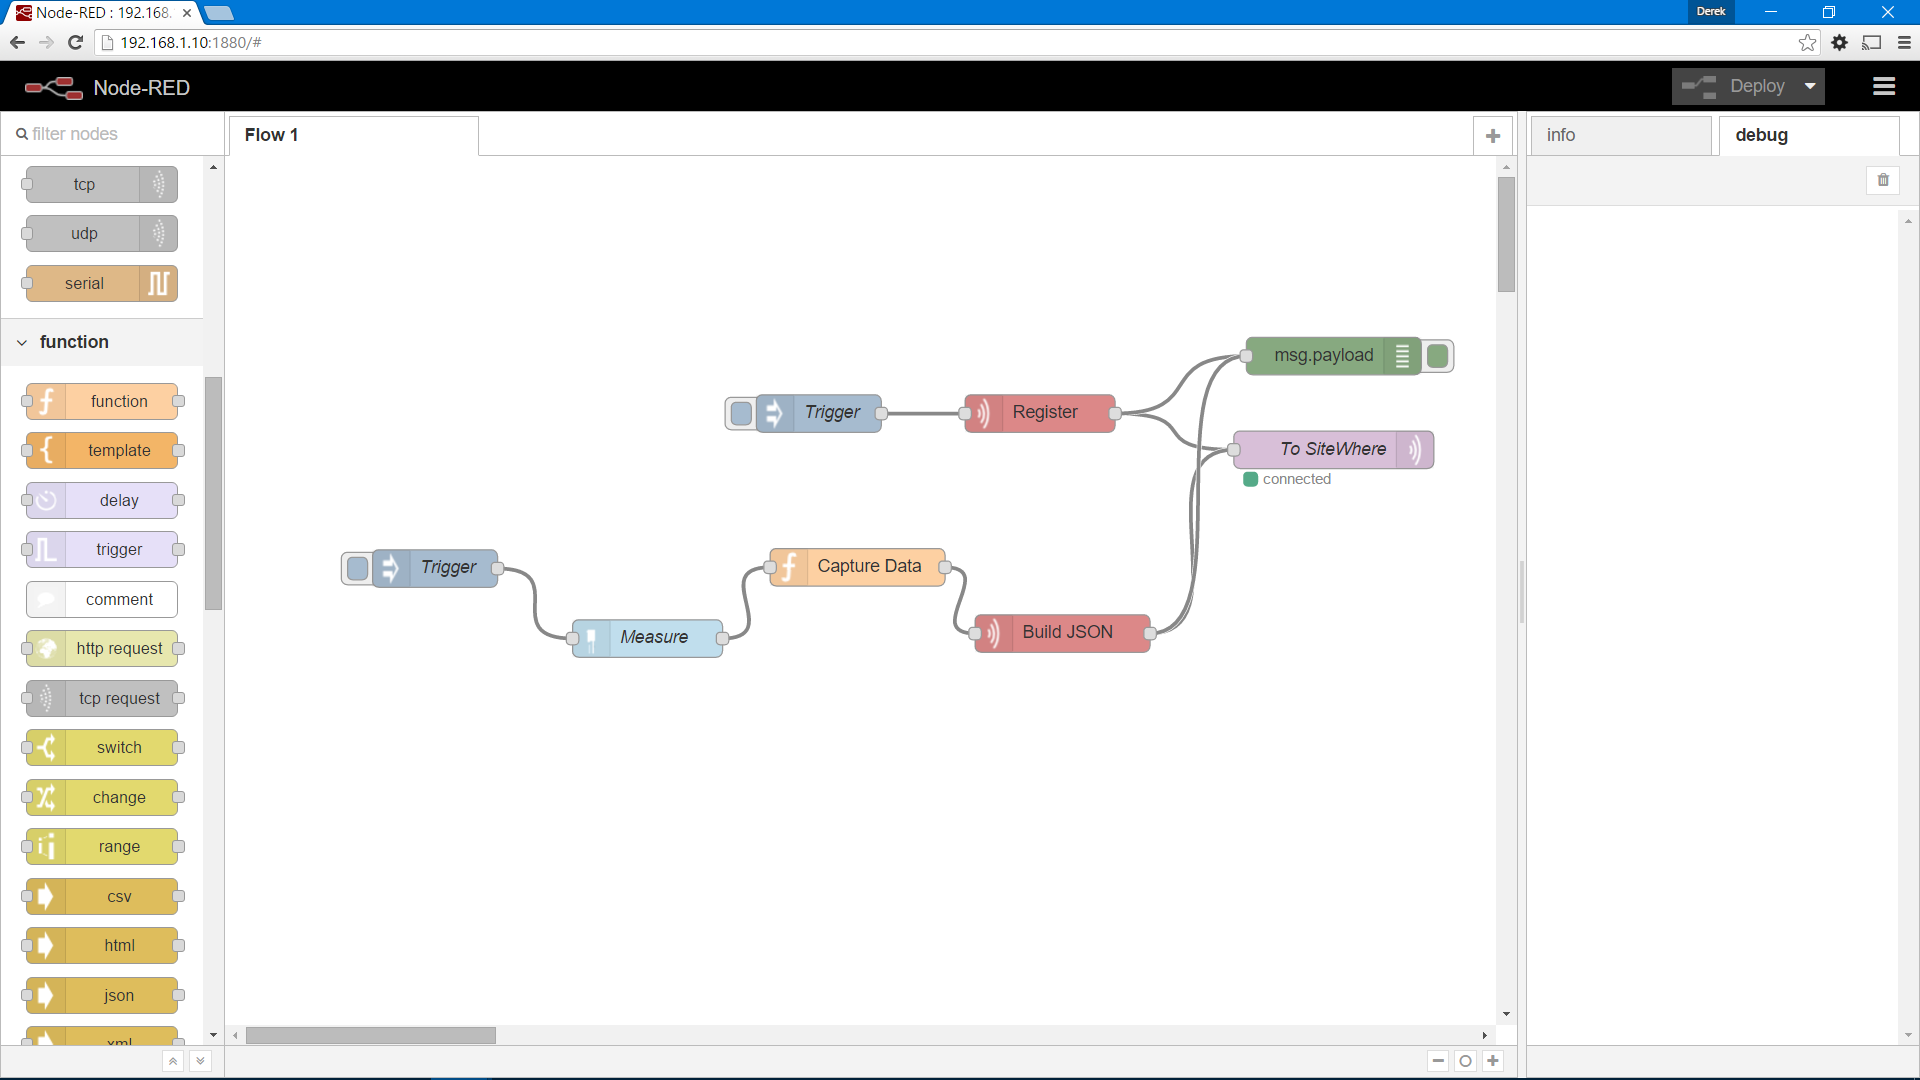 Node-RED : 192.168.
Derek
192.168.1.10:1880/#
Node-RED
Deploy
filter nodes
Flow 1
info
debug
tcp
udp
serial
function
function
template
delay
trigger
comment
http request
tcp request
switch
change
range
csv
html
json
xml
msg.payload
Trigger
Register
To SiteWhere
connected
Trigger
Capture Data
Measure
Build JSON